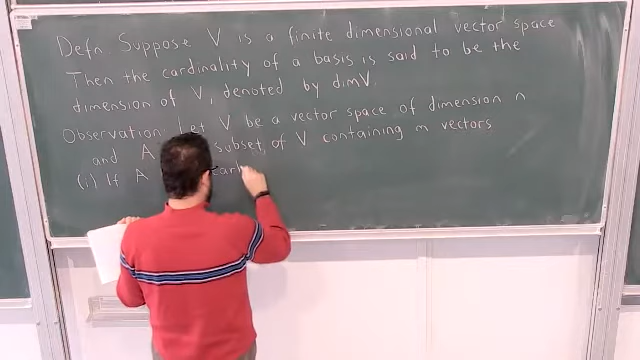 Defn. Suppose V is a finite dimensional vector space
Then the cardinality of a basis is said to be the
dimension of V, denoted by dimV.
Observation: Let V be a vector space of dimension n
and A subset of V containing m vectors
(i) If A